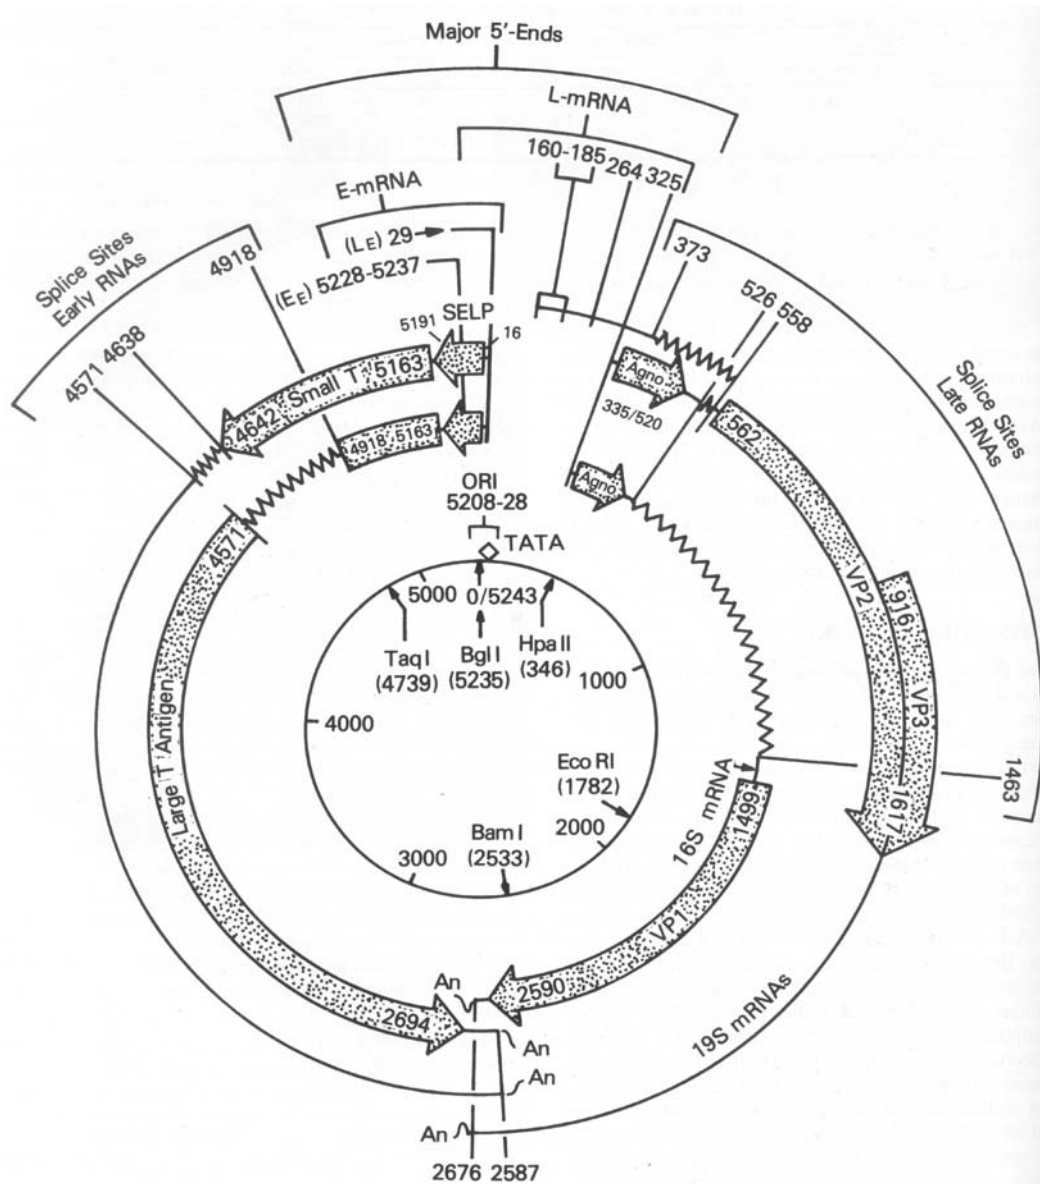 Major 5'-Ends
L-mRNA
160-185
264
325
E-mRNA
(LE) 29
373
Splice Sites
Early RNAs
4918
(EE) 5228-5237
526 558
SELP
5191
16
4638
4571
Small T
5163
4642
Agno.
335/520
562
Splice Sites
Late RNAs
4918
5163
Agno.
ORI
5208-28
4571
TATA
5000
0/5243
Taq I
(4739)
Bgl I
(5235)
Hpa II
(346)
1000
VP2
916
VP3
Large T Antigen
4000
Eco RI
(1782)
16S mRNA
1463
1499
1617
2000
Bam I
(2533)
3000
VP1
2590
An
2694
An
An
19S mRNAs
An
2676 2587